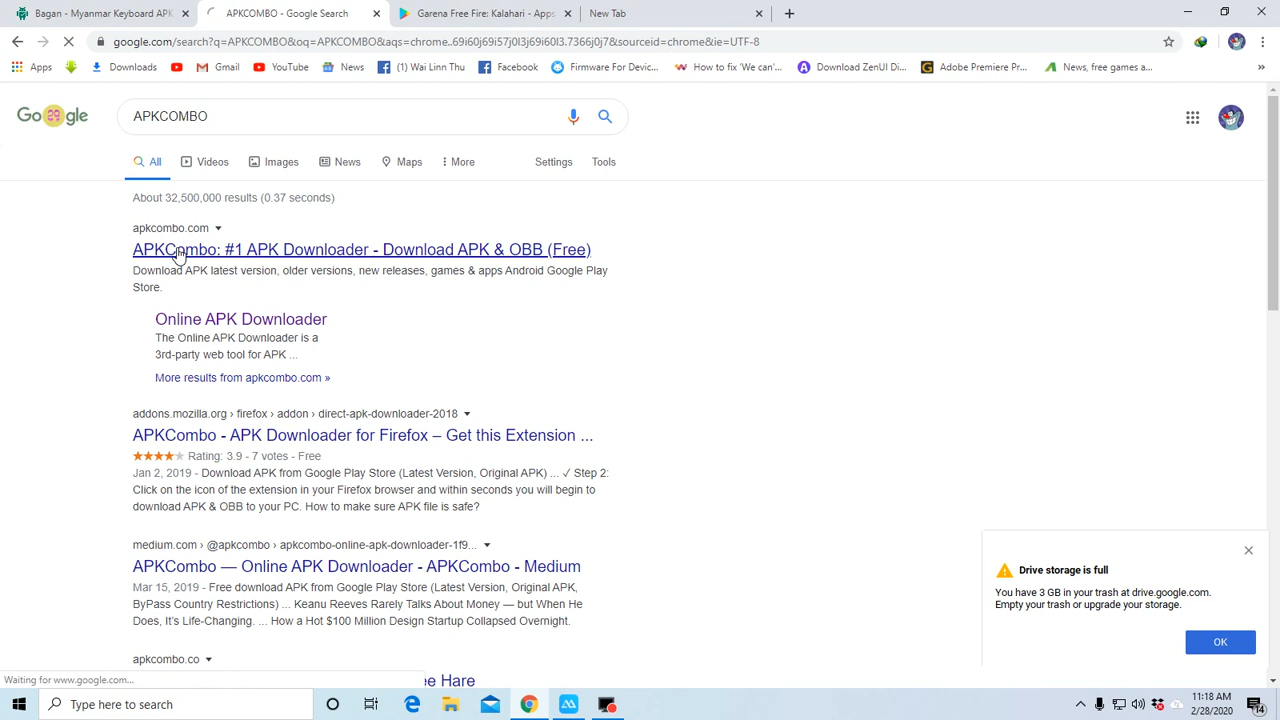 Bagan - Myanmar Keyboard APK
APKCOMBO - Google Search
Garena Free Fire: Kalahari - Apps
New Tab
google.com/search?q=APKCOMBO&oq=APKCOMBO&aqs=chrome..69i60j69i57j0l3j69i60l3.7366j0j7&sourceid=chrome&ie=UTF-8
Apps
Downloads
Gmail
YouTube
News
(1) Wai Linn Thu
Facebook
Firmware For Devic...
How to fix 'We can'...
Download ZenUI Di...
Adobe Premiere Pr...
News, free games a...
Go29gle
APKCOMBO
All
Videos
Images
News
Maps
More
Settings
Tools
About 32,500,000 results (0.37 seconds)
apkcombo.com
APKCombo: #1 APK Downloader - Download APK & OBB (Free)
Download APK latest version, older versions, new releases, games & apps Android Google Play
Store.
Online APK Downloader
The Online APK Downloader is a
3rd-party web tool for APK ...
More results from apkcombo.com »
addons.mozilla.org › firefox › addon › direct-apk-downloader-2018
APKCombo - APK Downloader for Firefox – Get this Extension ...
Rating: 3.9 - 7 votes - Free
Jan 2, 2019 - Download APK from Google Play Store (Latest Version, Original APK) ... ✓ Step 2:
Click on the icon of the extension in your Firefox browser and within seconds you will begin to
download APK & OBB to your PC. How to make sure APK file is safe?
medium.com › @apkcombo › apkcombo-online-apk-downloader-1f9...
APKCombo — Online APK Downloader - APKCombo - Medium
Mar 15, 2019 - Free download APK from Google Play Store (Latest Version, Original APK,
ByPass Country Restrictions) ... Keanu Reeves Rarely Talks About Money — but When He
Does, It's Life-Changing. ... How a Hot $100 Million Design Startup Collapsed Overnight.
apkcombo.co
ee Hare
Drive storage is full
You have 3 GB in your trash at drive.google.com.
Empty your trash or upgrade your storage.
OK
Waiting for www.google.com...
Type here to search
11:18 AM
2/28/2020
14